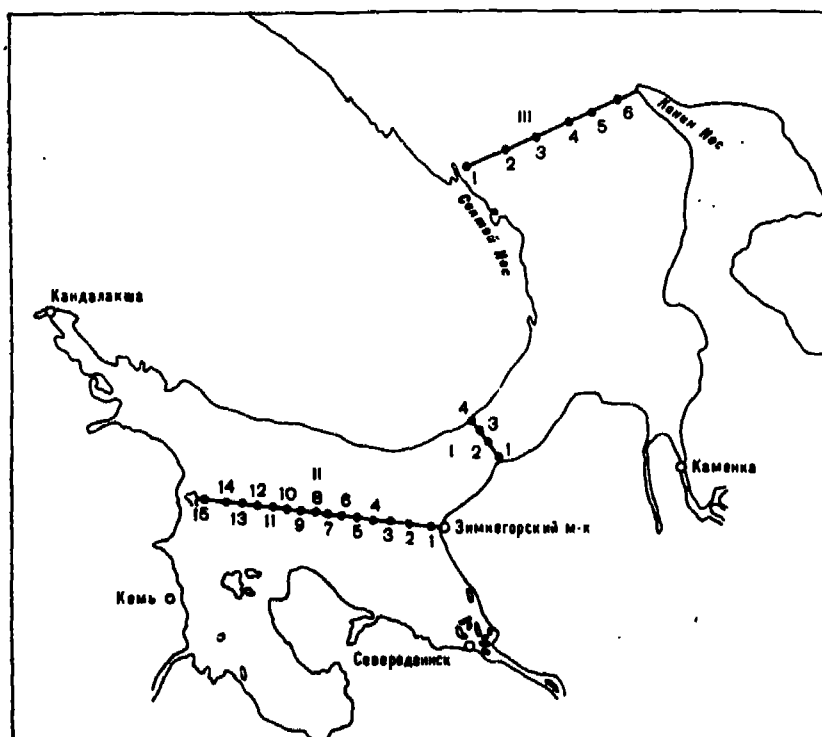 III
1 2 3 4 5 6
Канин Нос
Святой Нос
Кандалакша
4
3
I 2 1
Каменка
II
14 12 10 8 6 4
15 13 11 9 7 5 3 2 1
Зимнегорский м-к
Кемь
Северодвинск